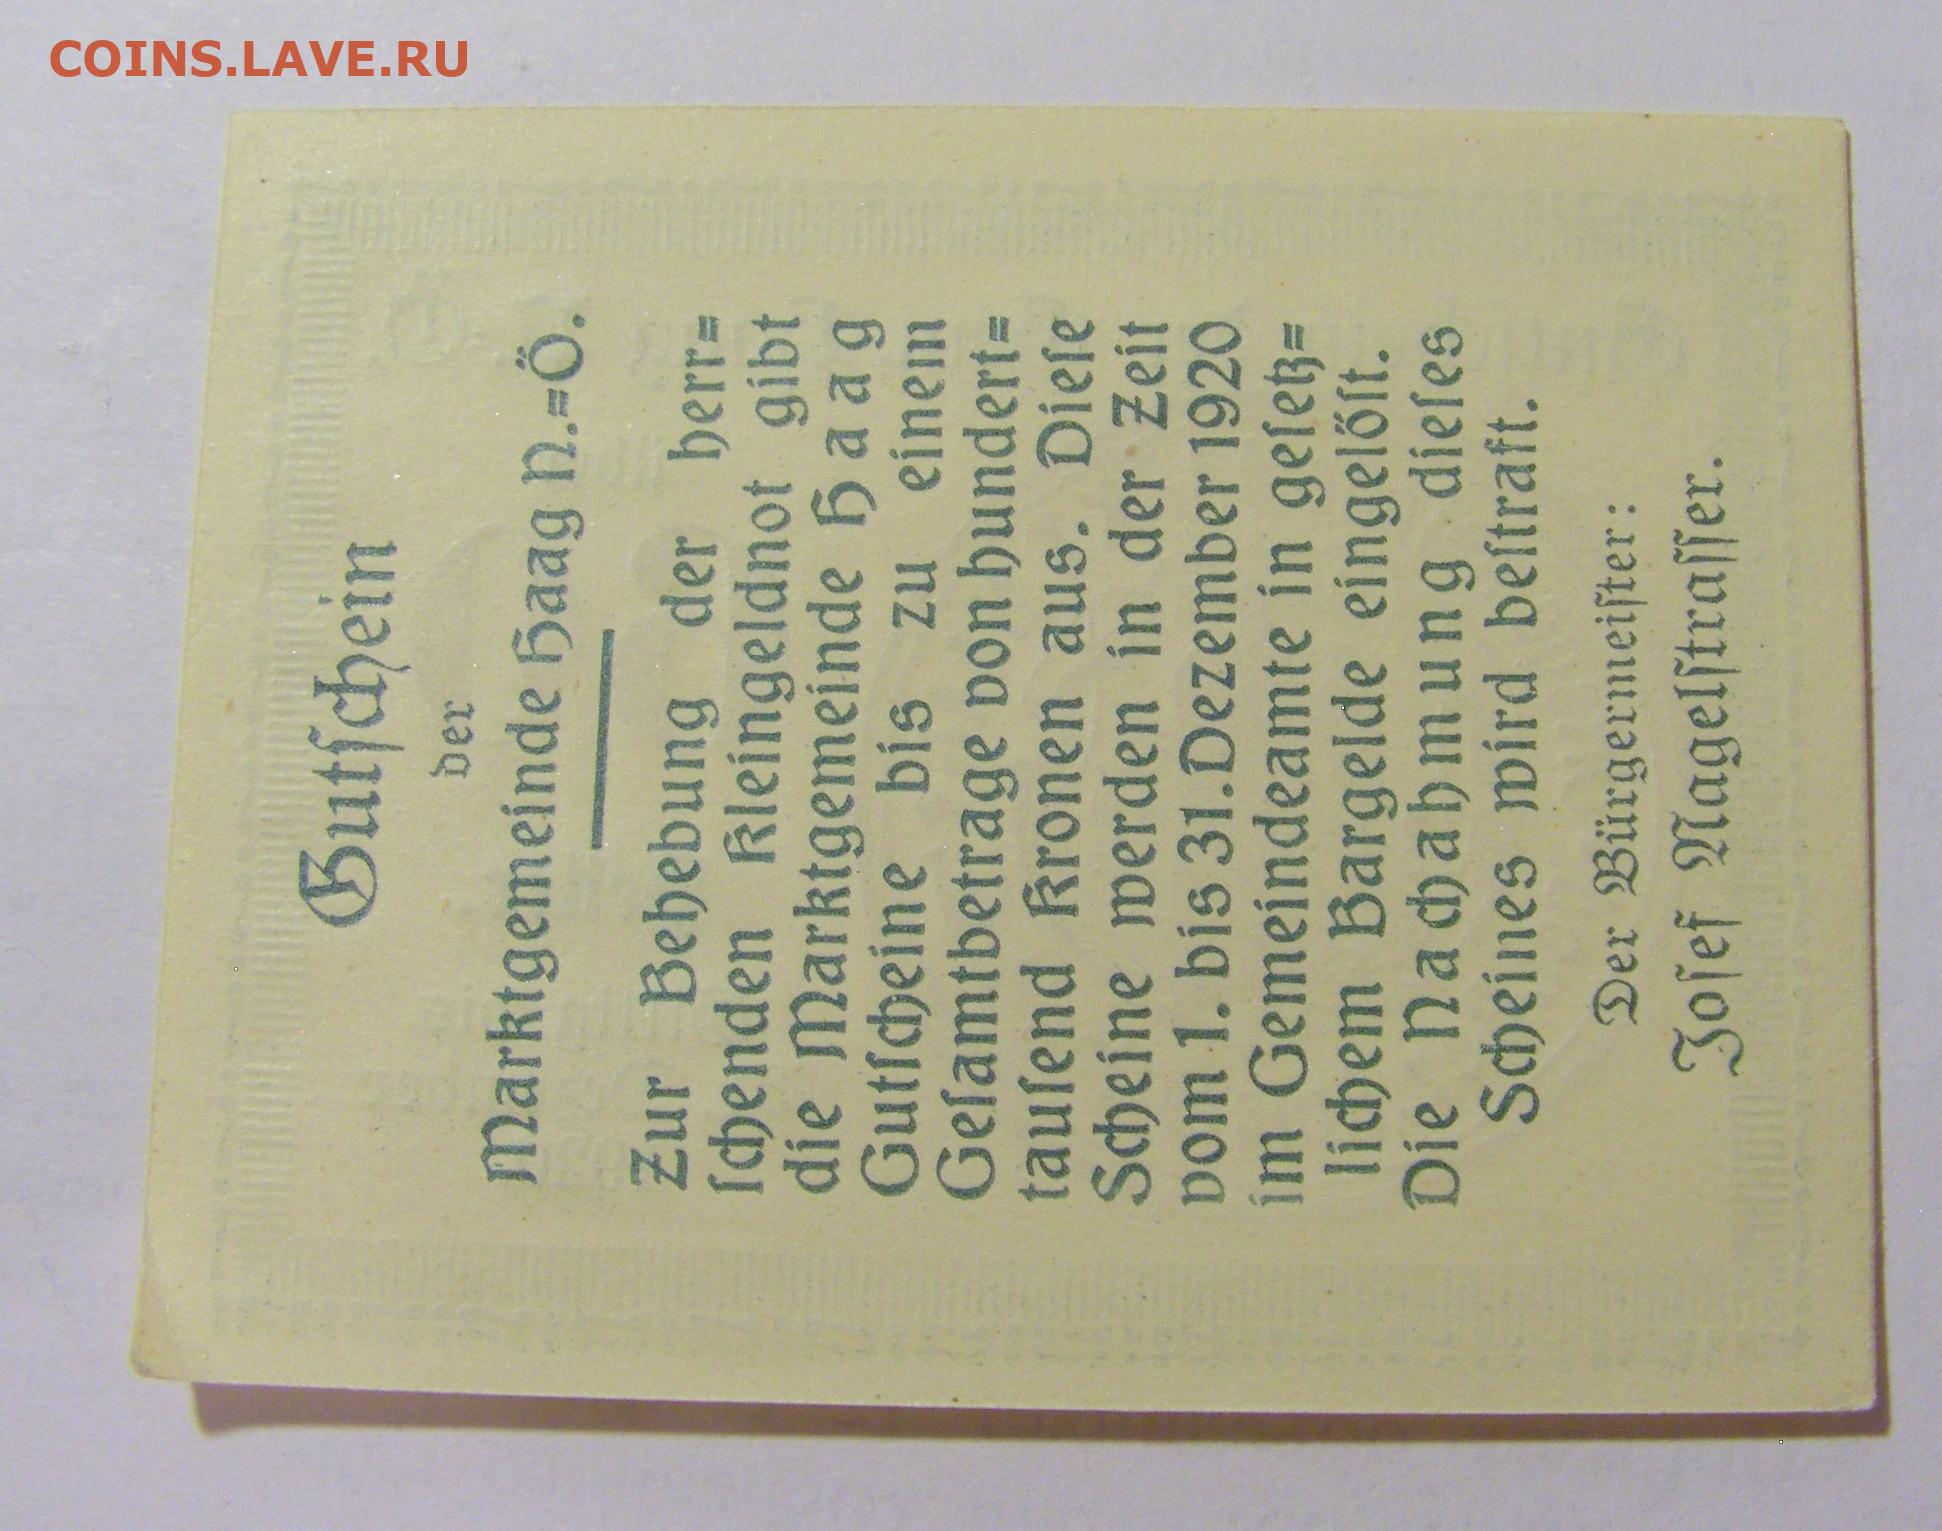 COINS.LAVE.RU
Gutſchein
der
Marktgemeinde Haag N.=Ö.
Zur Behebung der herr=
ſchenden Kleingeldnot gibt
die Marktgemeinde Haag
Gutſcheine bis zu einem
Geſamtbetrage von hundert=
tauſend Kronen aus. Dieſe
Scheine werden in der Zeit
vom 1. bis 31. Dezember 1920
im Gemeindeamte in geſetz=
lichem Bargelde eingelöſt.
Die Nachahmung dieſes
Scheines wird beſtraft.
Der Bürgermeiſter:
Joſef Nagelſtraſſer.